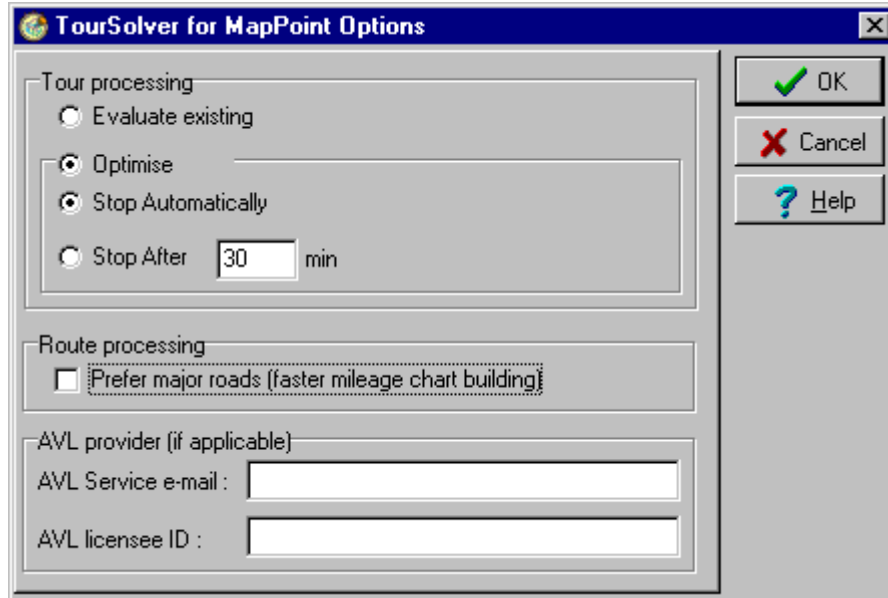 TourSolver for MapPoint Options
Tour processing
Evaluate existing
Optimise
Stop Automatically
Stop After 30 min
Route processing
Prefer major roads (faster mileage chart building)
AVL provider (if applicable)
AVL Service e-mail :
AVL licensee ID :
OK
Cancel
Help